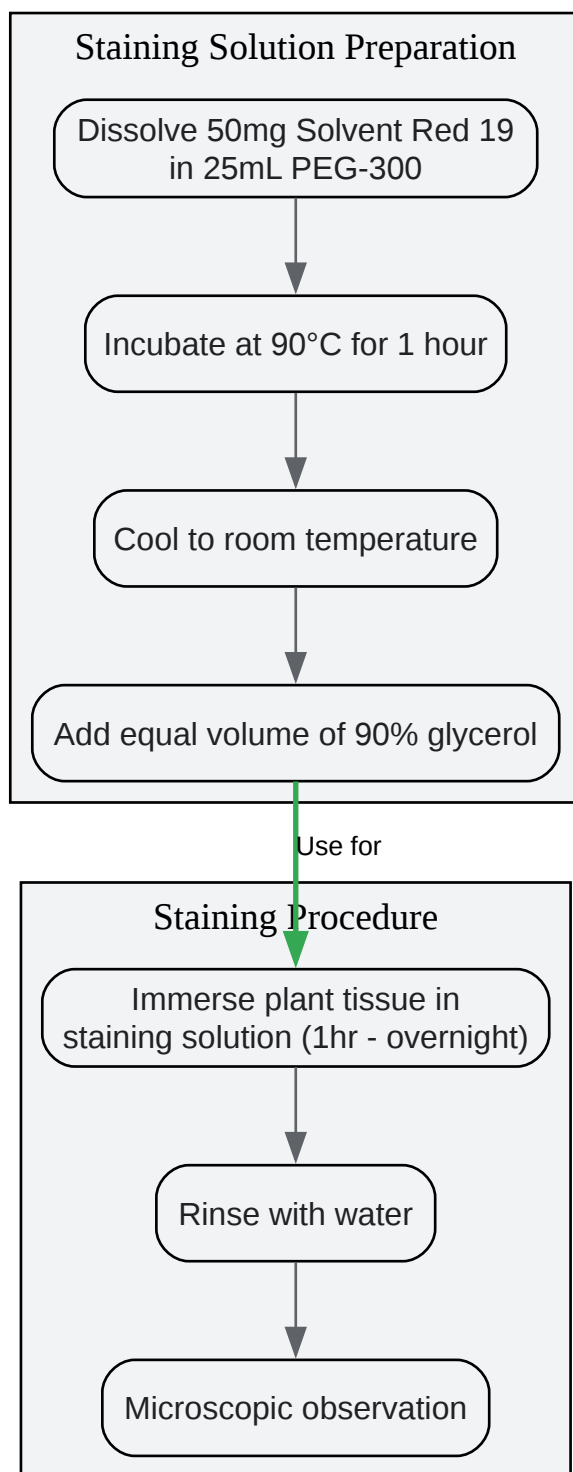 Staining Solution Preparation
Dissolve 50mg Solvent Red 19
in 25mL PEG-300
Incubate at 90°C for 1 hour
Cool to room temperature
Add equal volume of 90% glycerol
Use for
Staining Procedure
Immerse plant tissue in
staining solution (1hr - overnight)
Rinse with water
Microscopic observation